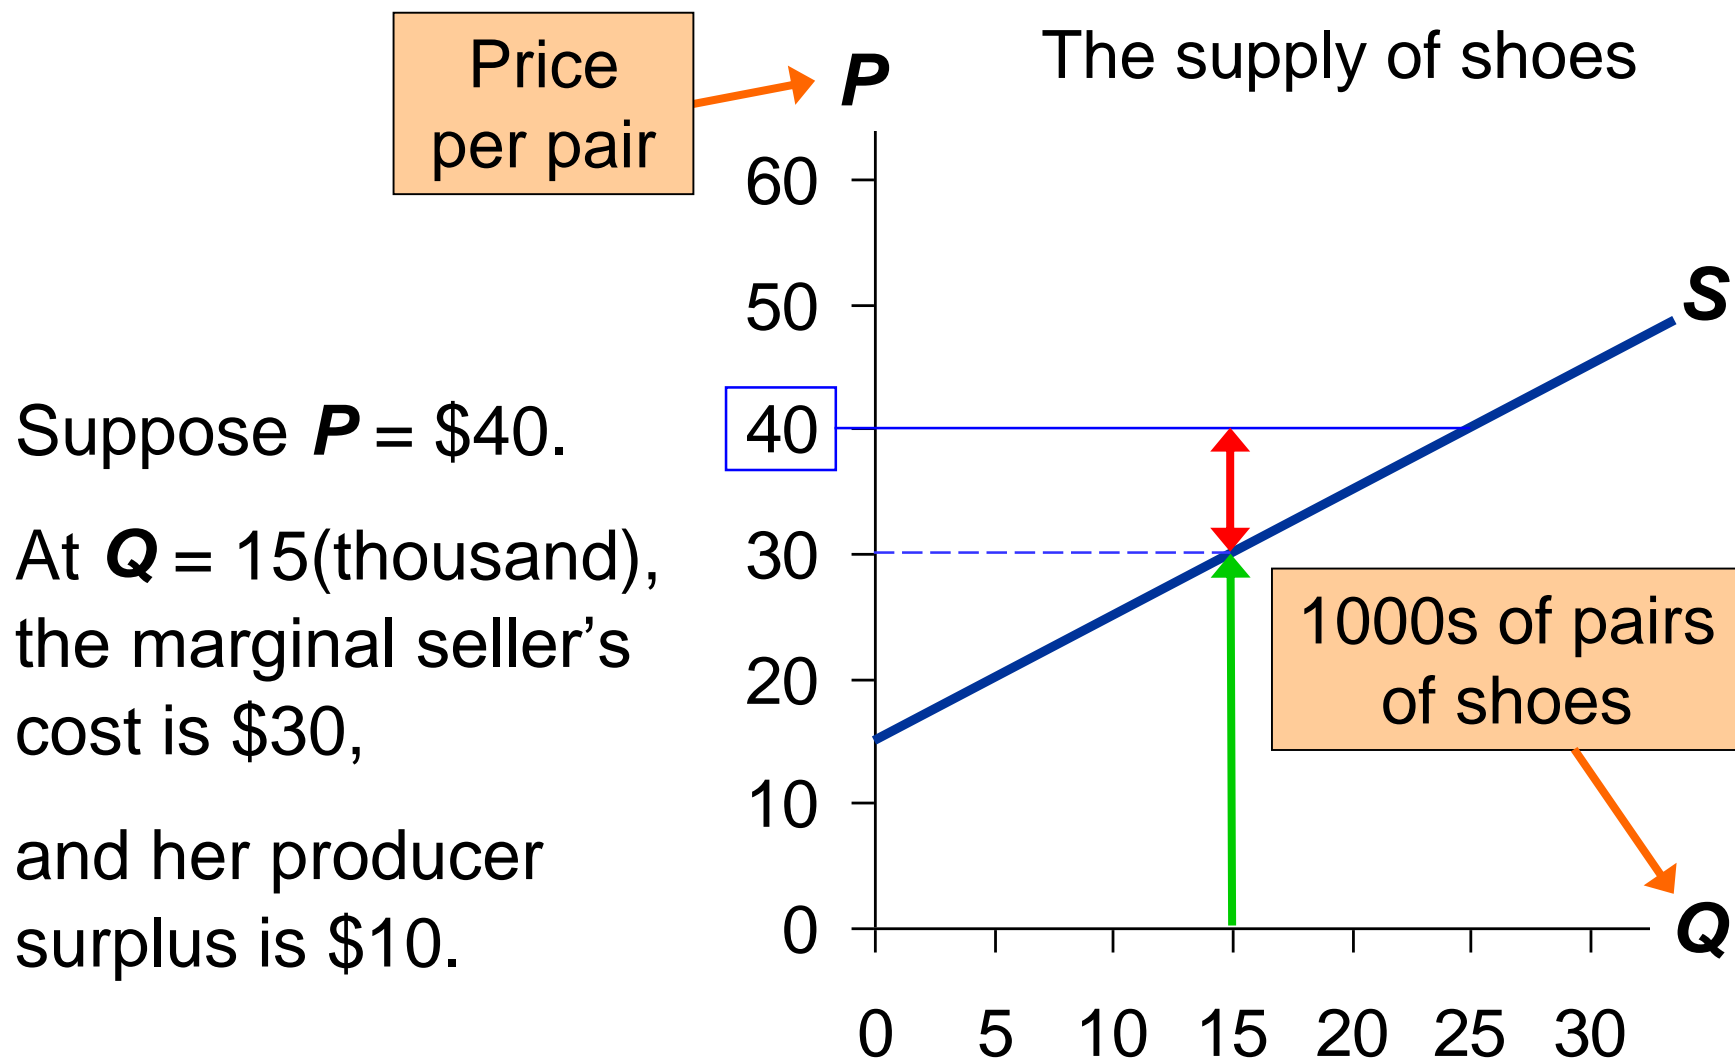 The supply of shoes
Price
per pair
P
60
50
40
30
20
10
0
S
Suppose P = $40.
At Q = 15(thousand),
the marginal seller’s
cost is $30,
and her producer
surplus is $10.
1000s of pairs
of shoes
Q
0 5 10 15 20 25 30